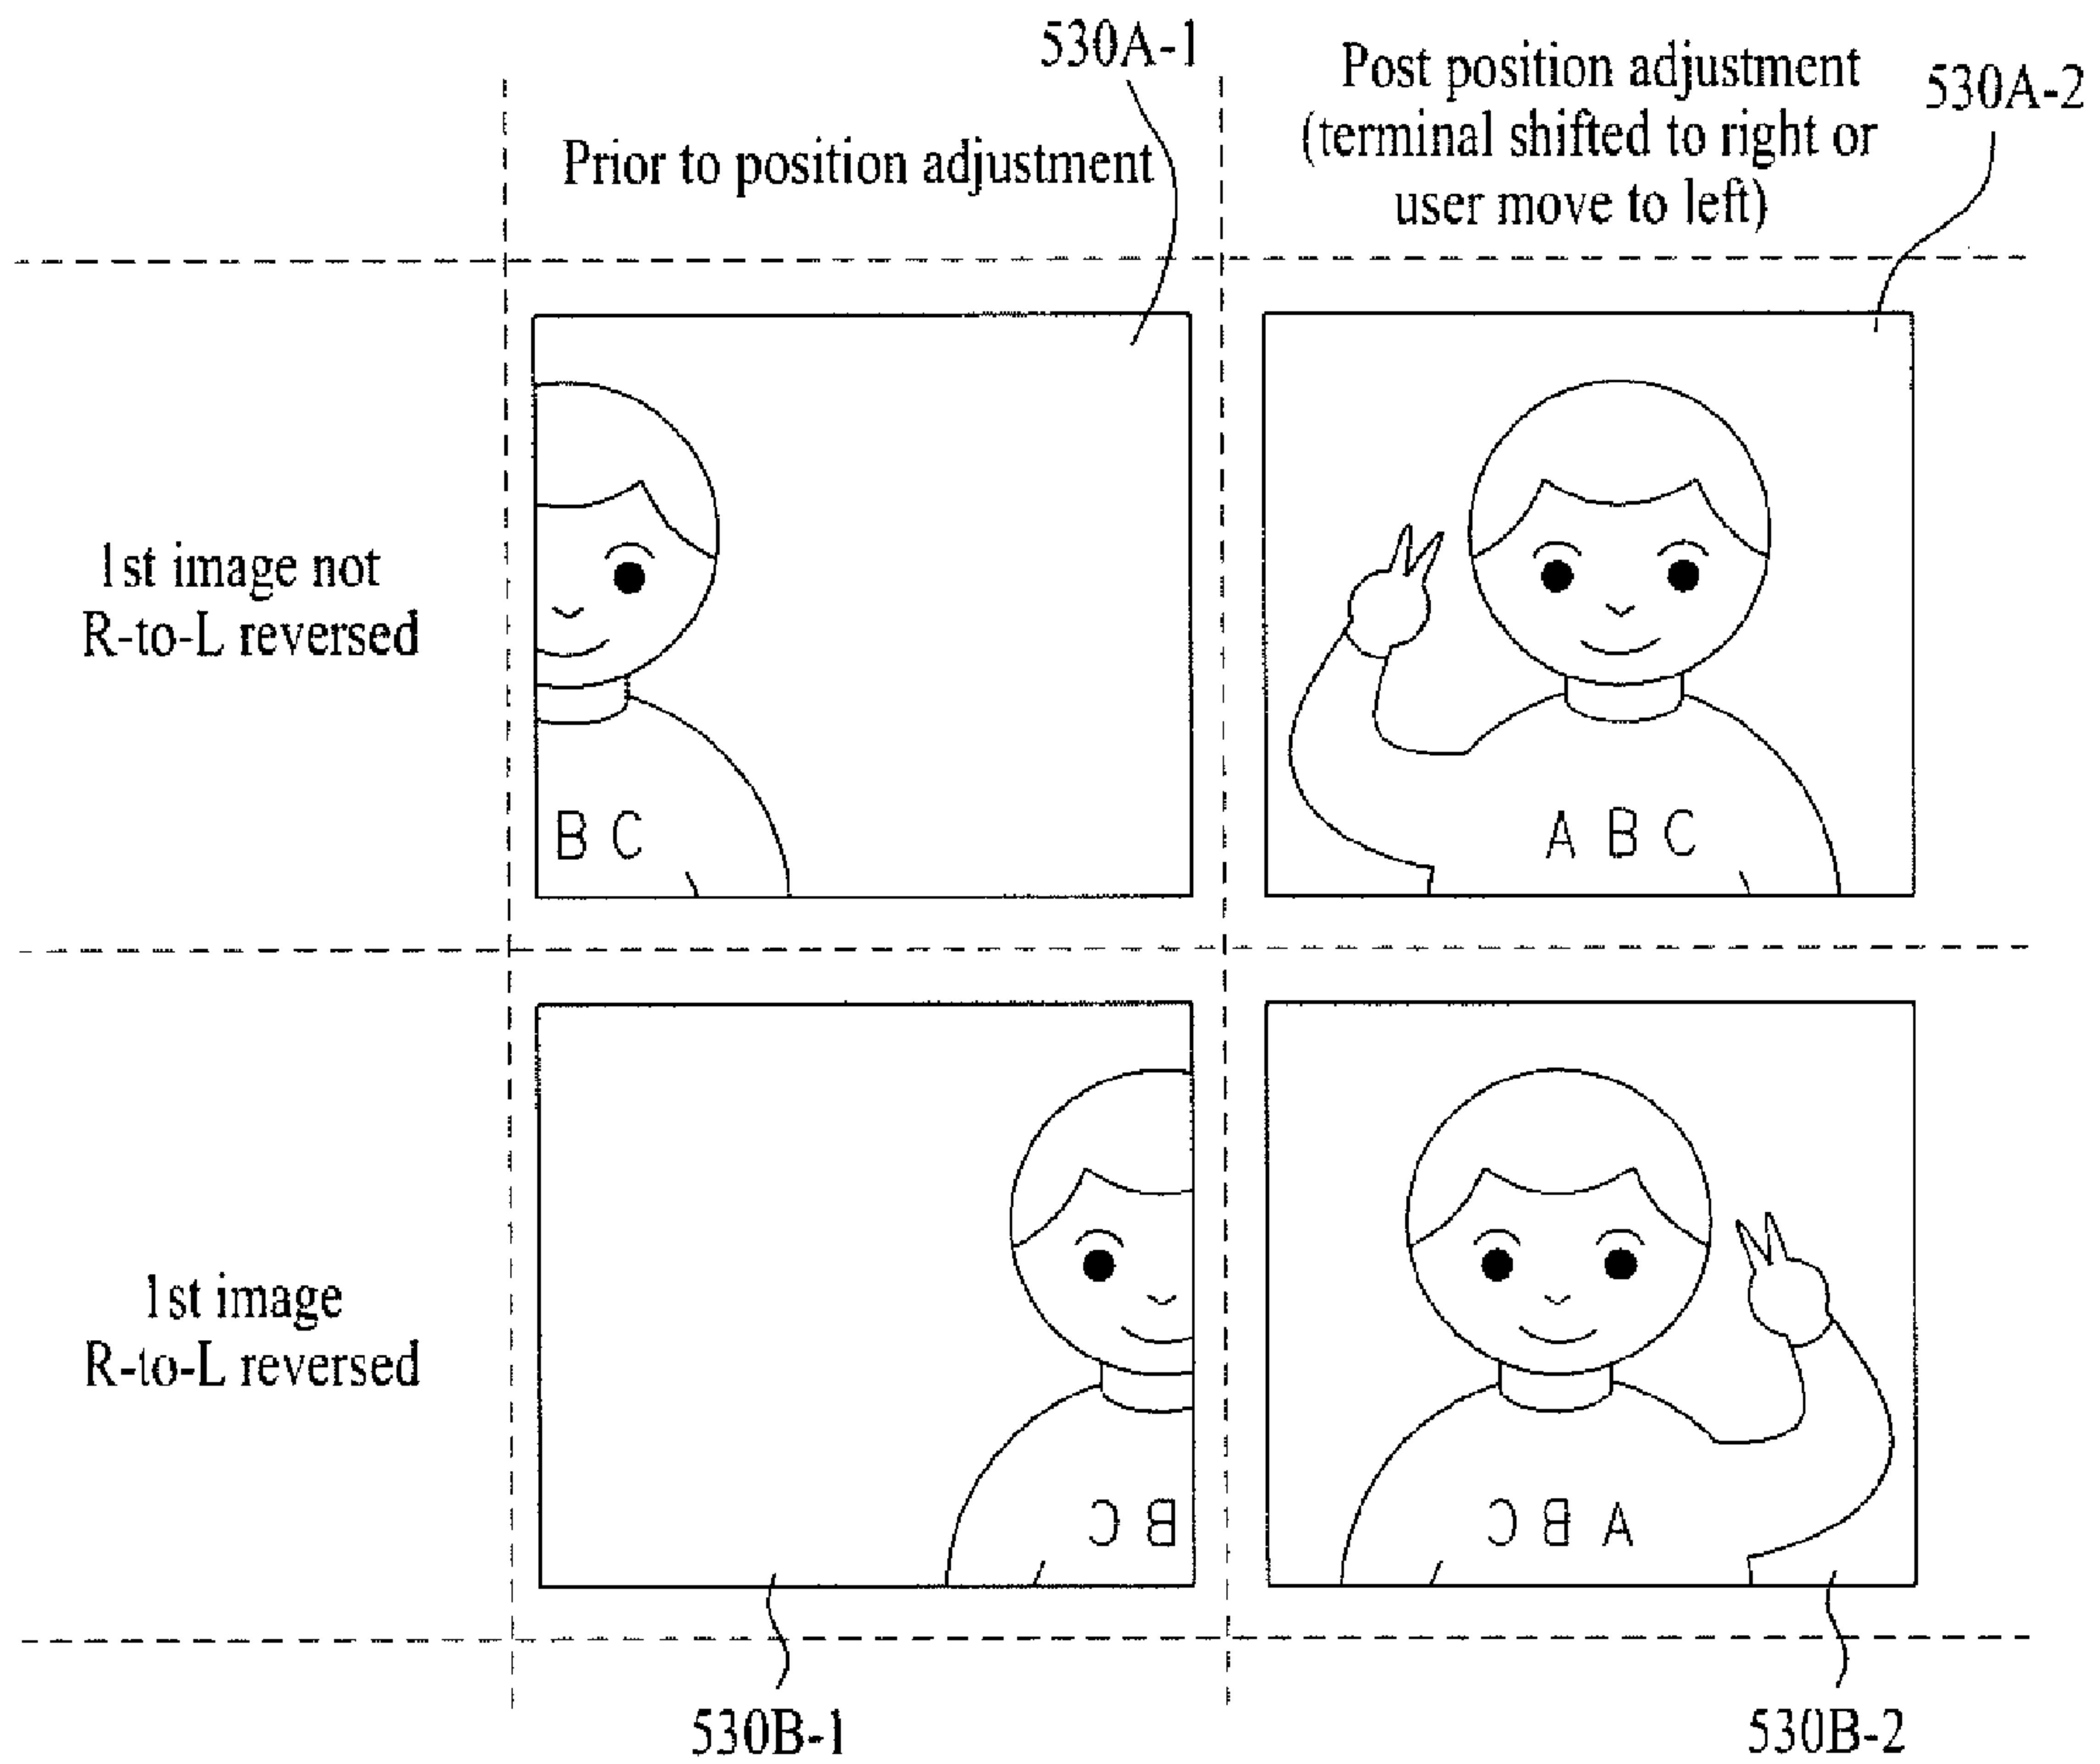 530A-1
Post position adjustment
(terminal shifted to right or
user move to left)
530A-2
Prior to position adjustment
1st image not
R-to-L reversed
B C
A B C
1st image
R-to-L reversed
C B
C B A
530B-1
530B-2